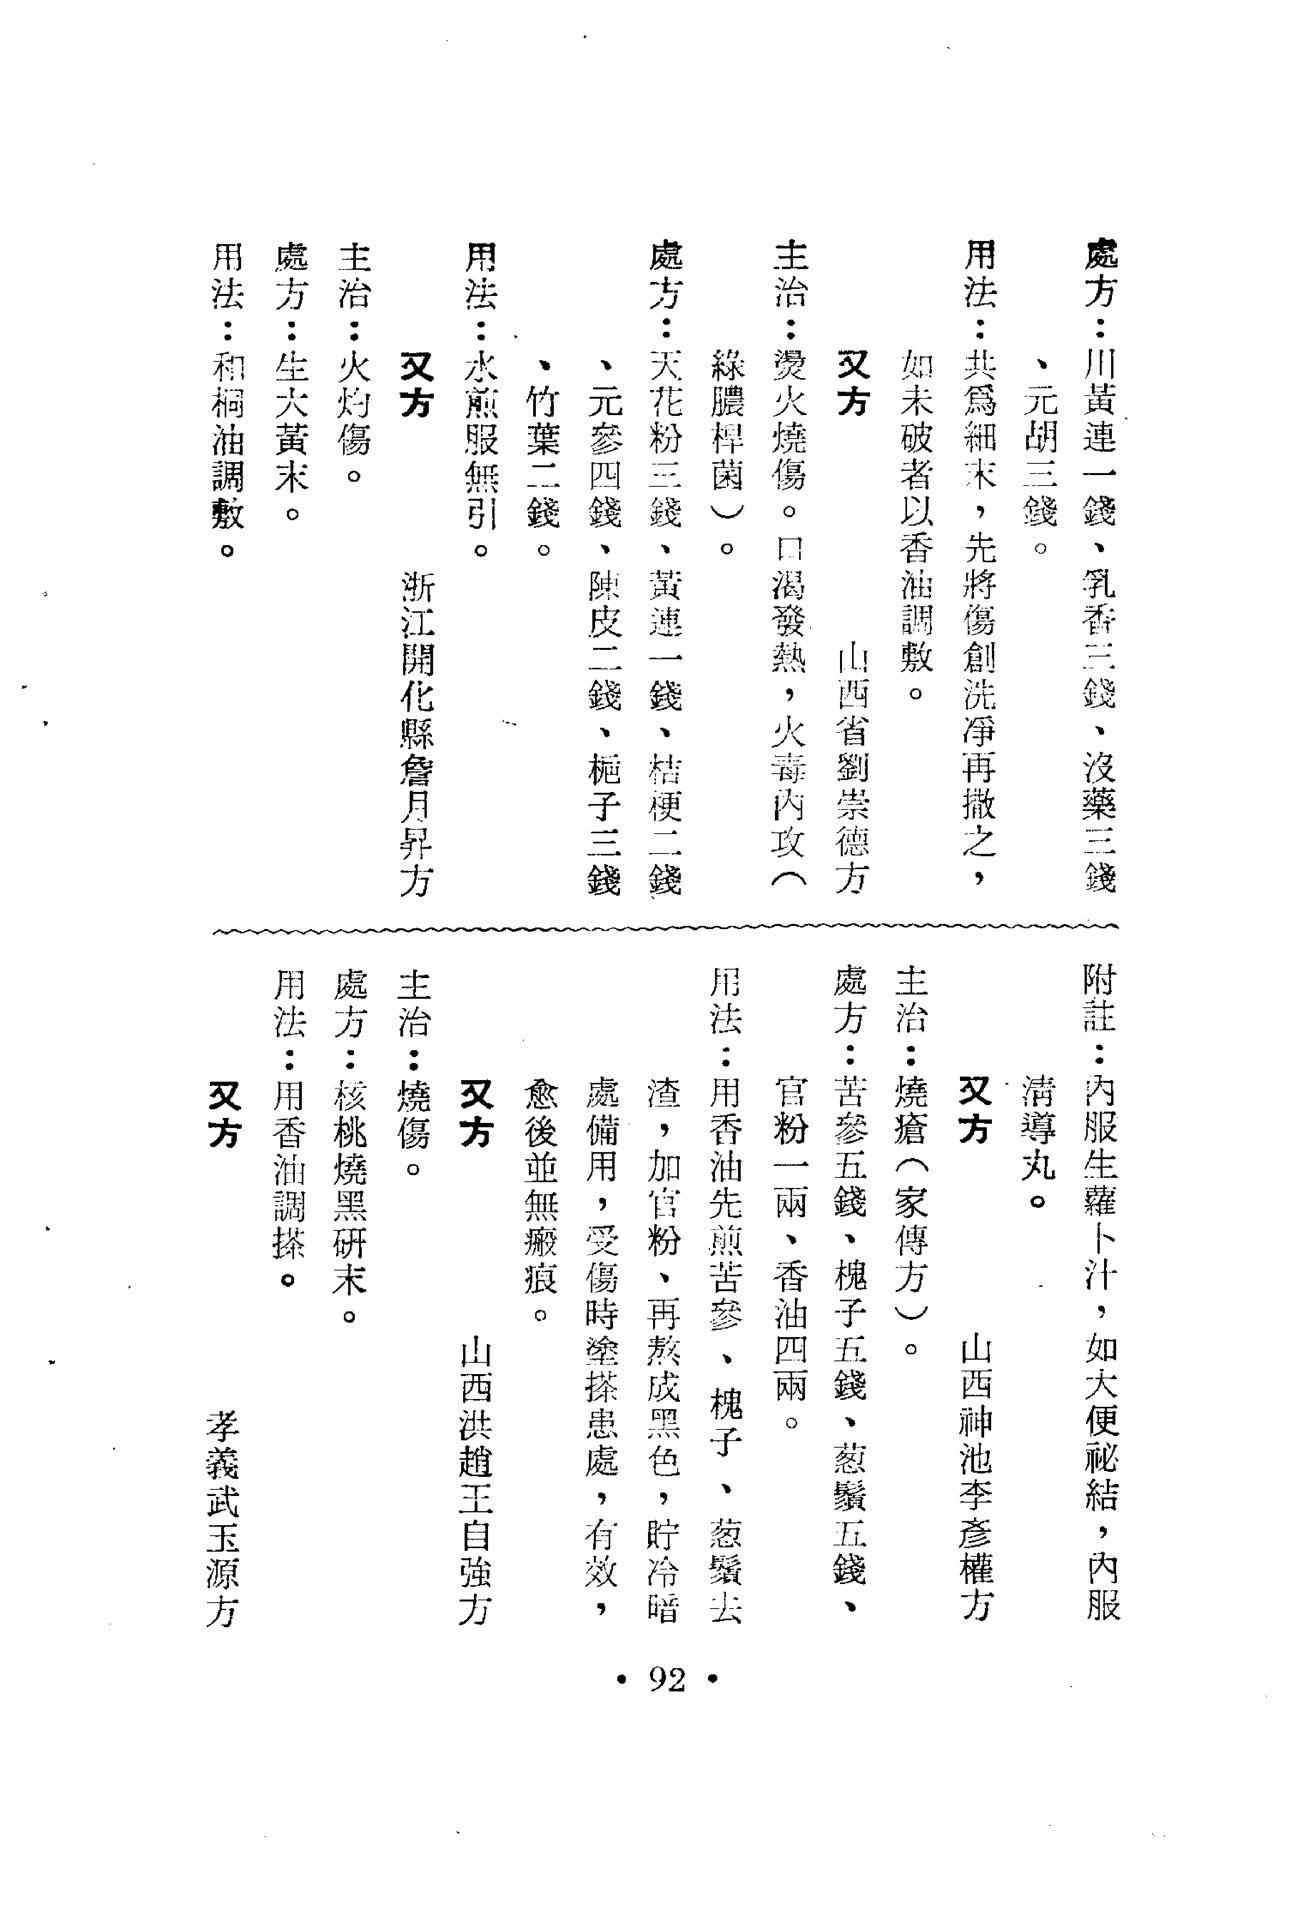 處方：川黃連一錢、乳香三錢、沒藥三錢
、元胡三錢。
用法：共爲細末，先將傷創洗凈再撒之，
如未破者以香油調敷。
又方　山西省劉崇德方
主治：燙火燒傷。口渴發熱，火毒內攻（
綠膿桿菌）。
處方：天花粉三錢、黃連一錢、桔梗二錢
、元參四錢、陳皮二錢、梔子三錢
、竹葉二錢。
用法：水煎服無引。
又方　浙江開化縣詹月昇方
主治：火灼傷。
處方：生大黃末。
用法：和桐油調敷。
附註：內服生蘿卜汁，如大便祕結，內服
淸導丸。
又方　山西神池李彥權方
主治：燒瘡（家傳方）。
處方：苦參五錢、槐子五錢、葱鬚五錢、
官粉一兩、香油四兩。
用法：用香油先煎苦參、槐子、葱鬚去
渣，加官粉、再熬成黑色，貯冷暗
處備用，受傷時塗搽患處，有效，
愈後並無瘢痕。
又方　山西洪趙王自強方
主治：燒傷。
處方：核桃燒黑研末。
用法：用香油調搽。
又方　孝義武玉源方
• 92 •